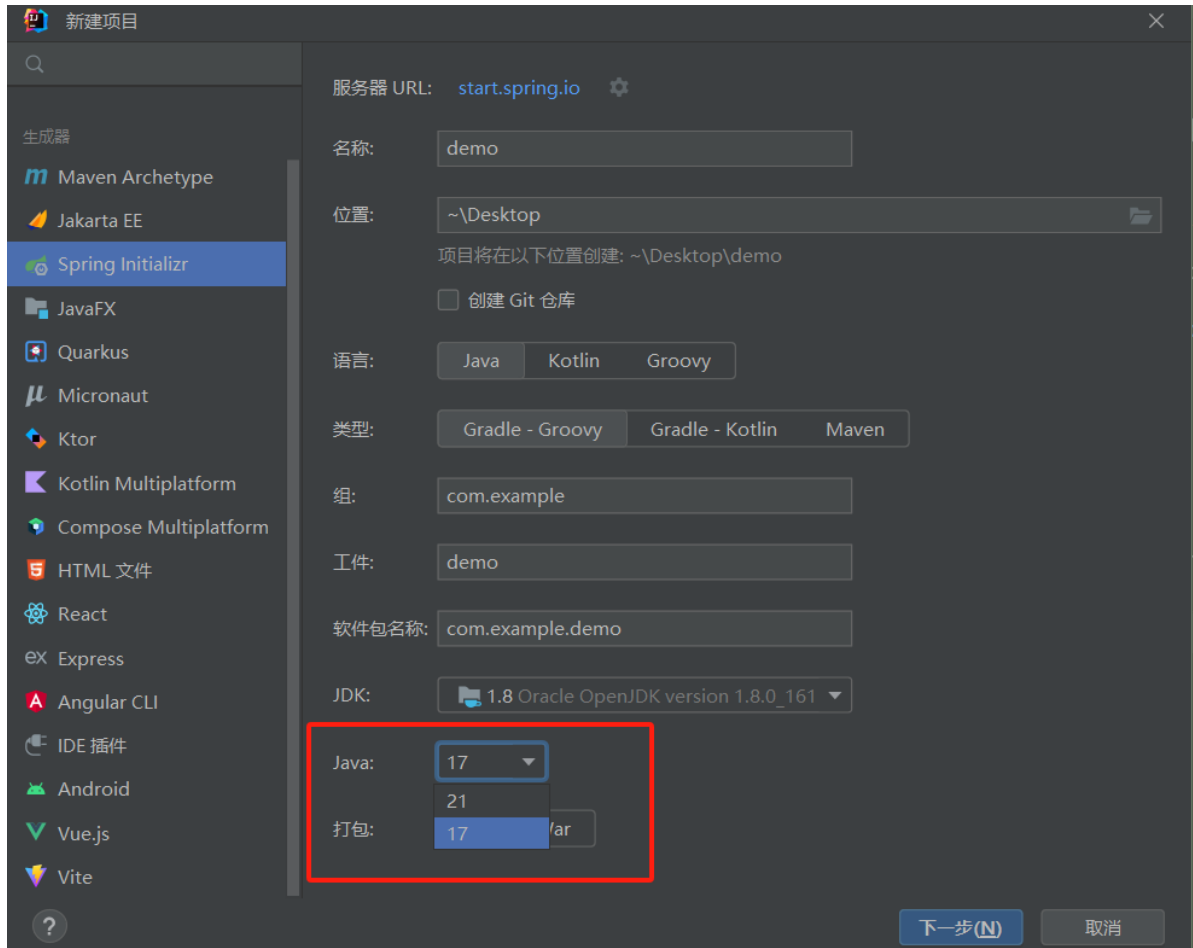 新建项目
生成器
Maven Archetype
Jakarta EE
Spring Initializr
JavaFX
Quarkus
Micronaut
Ktor
Kotlin Multiplatform
Compose Multiplatform
HTML 文件
React
Express
Angular CLI
IDE 插件
Android
Vue.js
Vite
服务器 URL: start.spring.io
名称: demo
位置: ~\Desktop
项目将在以下位置创建: ~\Desktop\demo
创建 Git 仓库
语言: Java Kotlin Groovy
类型: Gradle - Groovy Gradle - Kotlin Maven
组: com.example
工件: demo
软件包名称: com.example.demo
JDK: 1.8 Oracle OpenJDK version 1.8.0_161
Java: 17
21
打包: 17
? 下一步(N) 取消